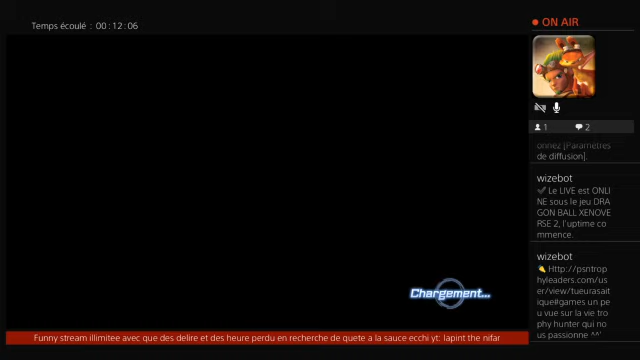 Temps écoulé : 00:12:06
ON AIR
1
2
onnez [Paramètres
de diffusion].
wizebot
✔ Le LIVE est ONLI
NE sous le jeu DRA
GON BALL XENOVE
RSE 2, l'uptime co
mmence.
wizebot
Http://psntrop
hyleaders.com/us
er/view/tueurasait
ique#games un pe
u vue sur la vie tro
phy hunter qui no
us passionne ^^'
Chargement...
Funny stream illimitee avec que des delire et des heure perdu en recherche de quete a la sauce ecchi yt: lapint the nifar